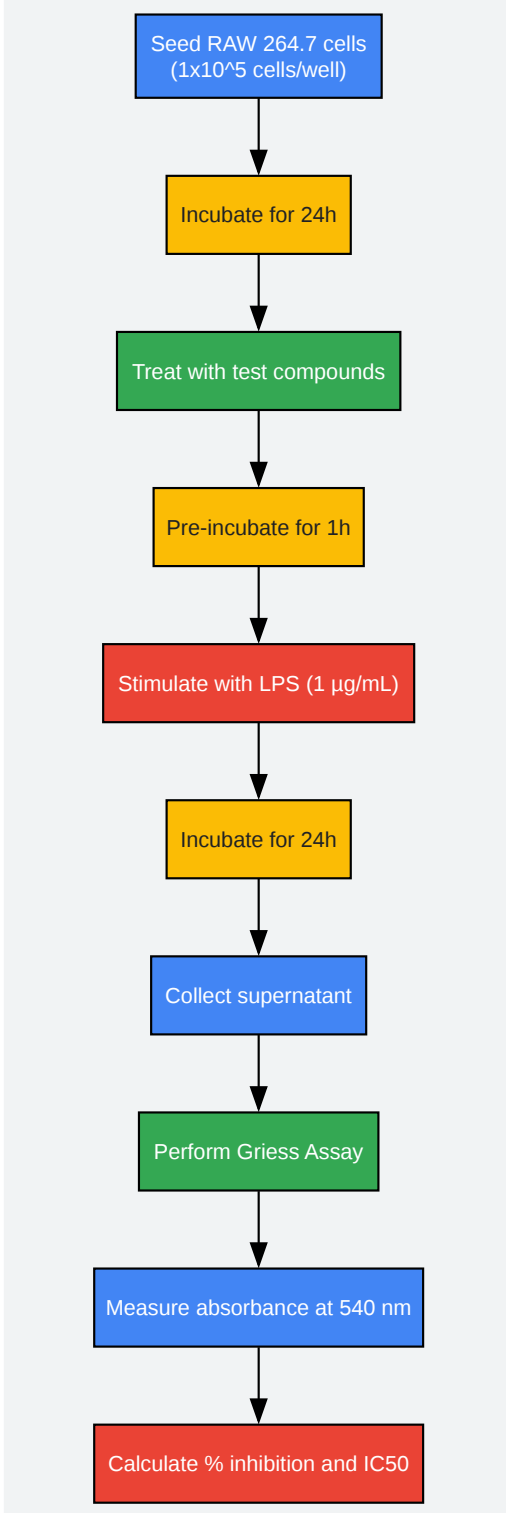 Seed RAW 264.7 cells
(1x10^5 cells/well)
Incubate for 24h
Treat with test compounds
Pre-incubate for 1h
Stimulate with LPS (1 µg/mL)
Incubate for 24h
Collect supernatant
Perform Griess Assay
Measure absorbance at 540 nm
Calculate % inhibition and IC50